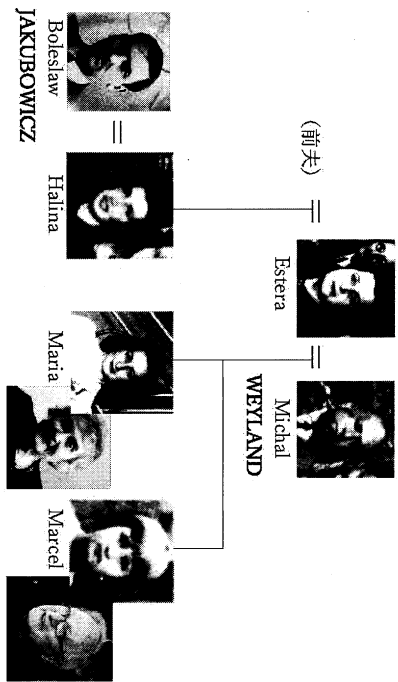 (前夫)
Estera
Michal
WEYLAND
Halina
Boleslaw
JAKUBOWICZ
Maria
Marcel